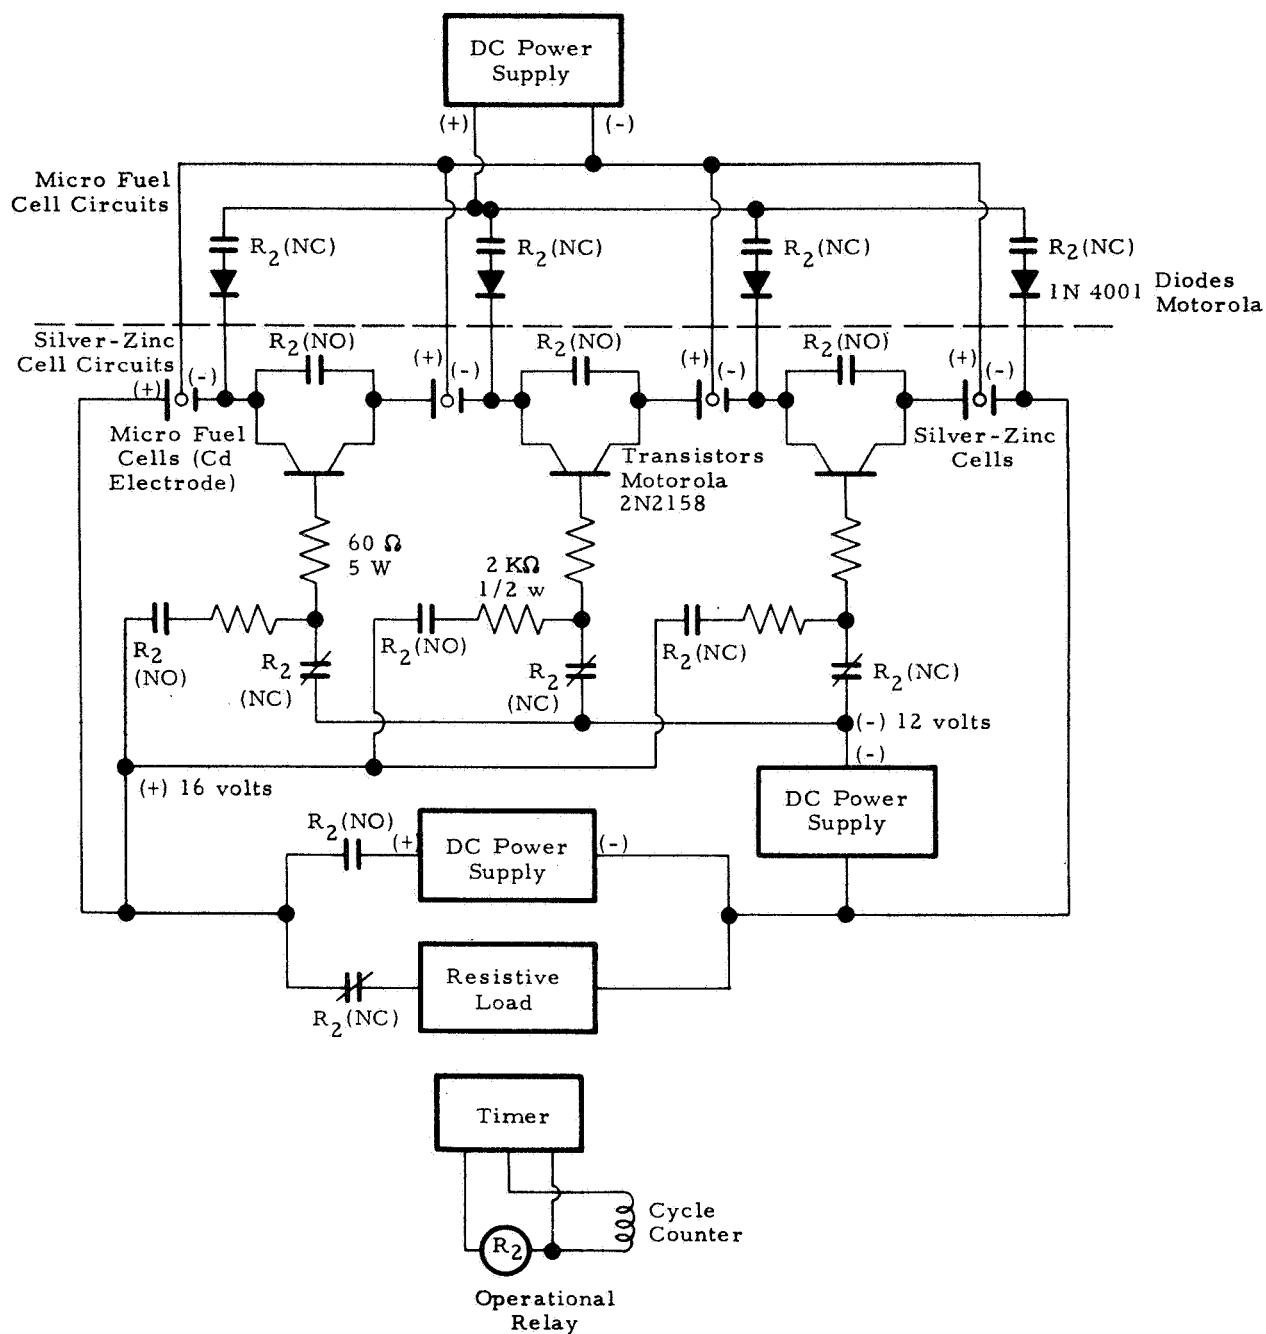 DC Power
Supply
(+)
(-)
Micro Fuel
Cell Circuits
R2(NC)
R2(NC)
R2(NC)
R2(NC)
1N 4001
Diodes
Motorola
Silver-Zinc
Cell Circuits
R2(NO)
R2(NO)
R2(NO)
(+)
(-)
(+)
(-)
(+)
(-)
(+)
(-)
Micro Fuel
Cells (Cd
Electrode)
Transistors
Motorola
2N2158
Silver-Zinc
Cells
60 Ω
5 W
2 KΩ
1/2 w
R2
(NO)
R2
(NC)
R2(NO)
R2
(NC)
R2(NC)
R2(NC)
(-) 12 volts
(-)
(+) 16 volts
DC Power
Supply
R2(NO)
(+)
DC Power
Supply
(-)
R2(NC)
Resistive
Load
Timer
Cycle
Counter
R2
Operational
Relay